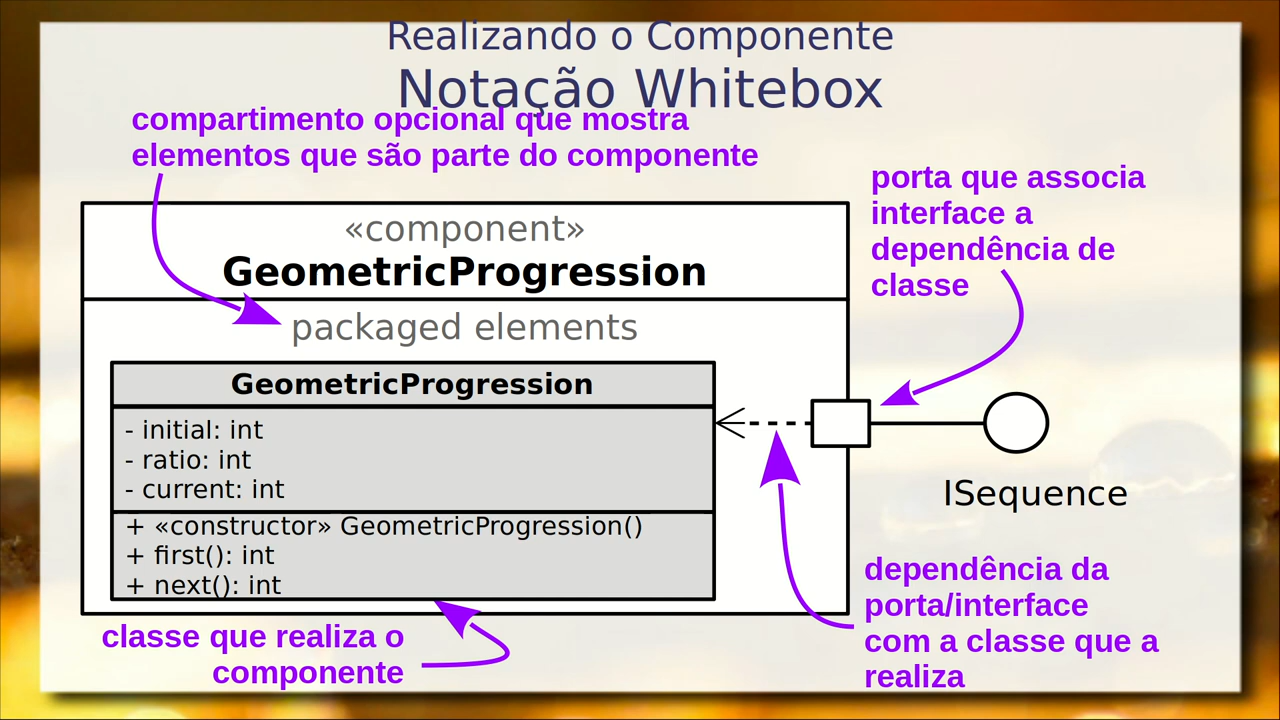 Realizando o Componente
Notação Whitebox
compartimento opcional que mostra
elementos que são parte do componente
porta que associa
interface a
dependência de
classe
«component»
GeometricProgression
packaged elements
GeometricProgression
- initial: int
- ratio: int
- current: int
+ «constructor» GeometricProgression()
+ first(): int
+ next(): int
ISequence
dependência da
porta/interface
com a classe que a
realiza
classe que realiza o
componente